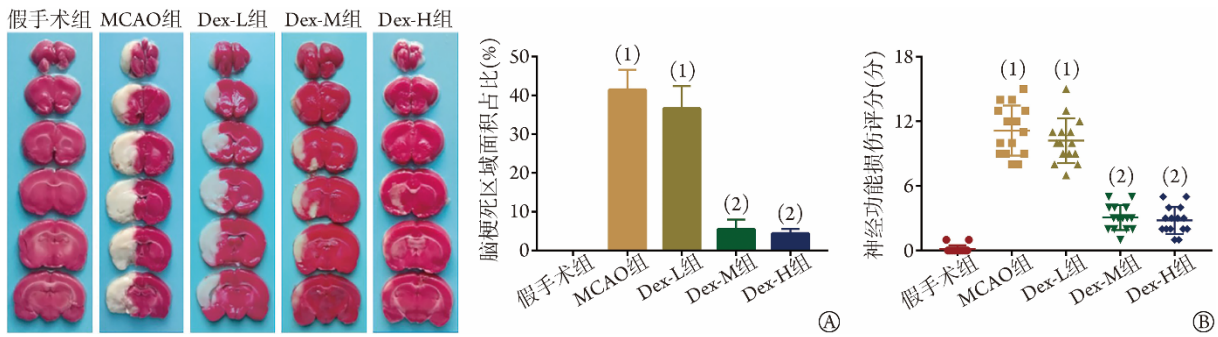 假手术组 MCAO组 Dex-L组 Dex-M组 Dex-H组
脑梗死区域面积占比(%)
50
40
30
20
10
0
(1)
(1)
(2)
(2)
假手术组
MCAO组
Dex-L组
Dex-M组
Dex-H组
Ⓐ
神经功能损伤评分(分)
18
12
6
0
(1)
(1)
(2)
(2)
假手术组
MCAO组
Dex-L组
Dex-M组
Dex-H组
Ⓑ